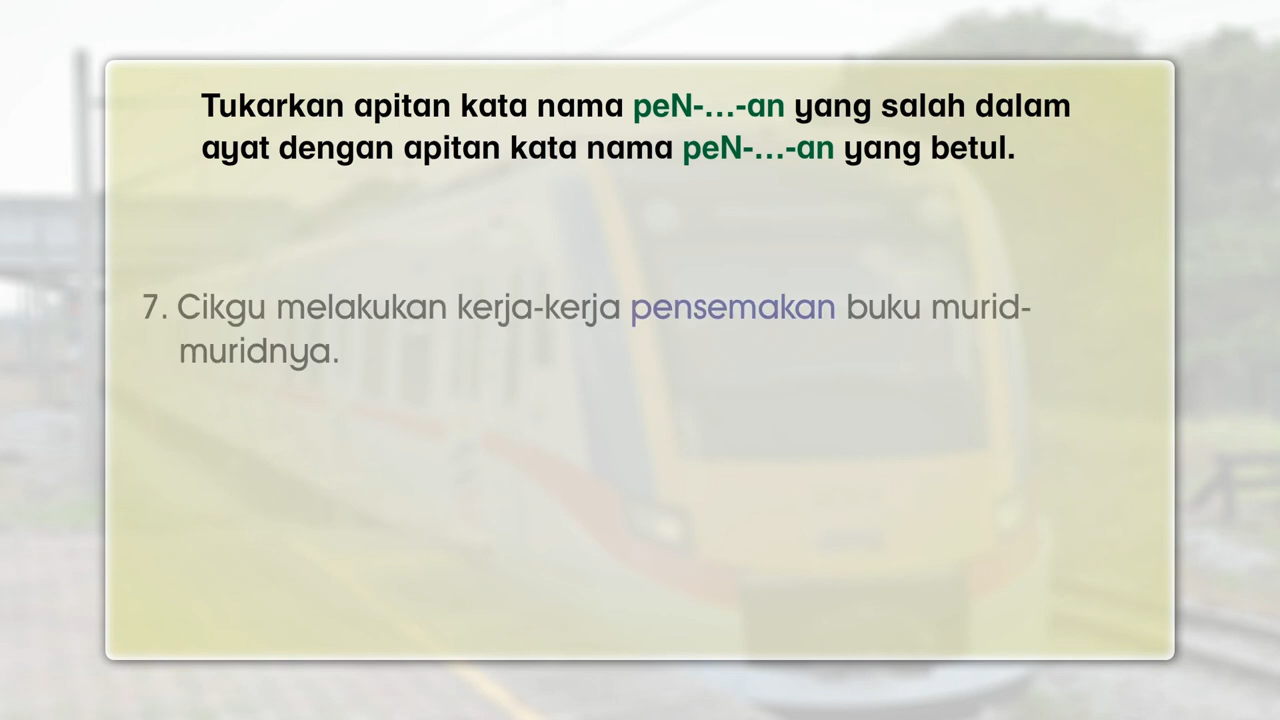 Tukarkan apitan kata nama peN-...-an yang salah dalam
ayat dengan apitan kata nama peN-...-an yang betul.
7. Cikgu melakukan kerja-kerja pensemakan buku murid-
muridnya.